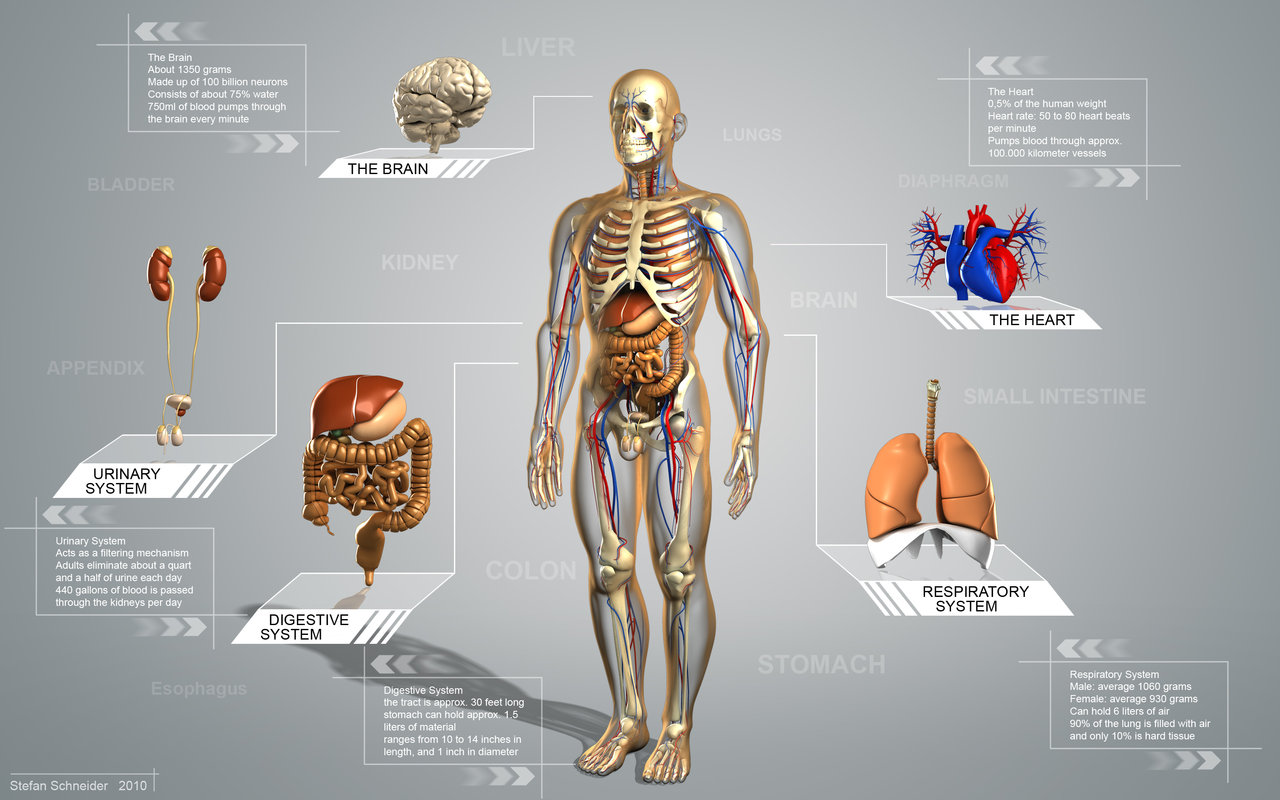 The Brain
About 1350 grams
Made up of 100 billion neurons
Consists of about 75% water
750ml of blood pumps through
the brain every minute
THE BRAIN
LIVER
LUNGS
The Heart
0,5% of the human weight
Heart rate: 50 to 80 heart beats
per minute
Pumps blood through approx.
100.000 kilometer vessels
BLADDER
DIAPHRAGM
KIDNEY
BRAIN
THE HEART
APPENDIX
SMALL INTESTINE
URINARY
SYSTEM
Urinary System
Acts as a filtering mechanism
Adults eliminate about a quart
and a half of urine each day
440 gallons of blood is passed
through the kidneys per day
COLON
DIGESTIVE
SYSTEM
RESPIRATORY
SYSTEM
STOMACH
Esophagus
Digestive System
the tract is approx. 30 feet long
stomach can hold approx. 1.5
liters of material
ranges from 10 to 14 inches in
length, and 1 inch in diameter
Respiratory System
Male: average 1060 grams
Female: average 930 grams
Can hold 6 liters of air
90% of the lung is filled with air
and only 10% is hard tissue
Stefan Schneider 2010